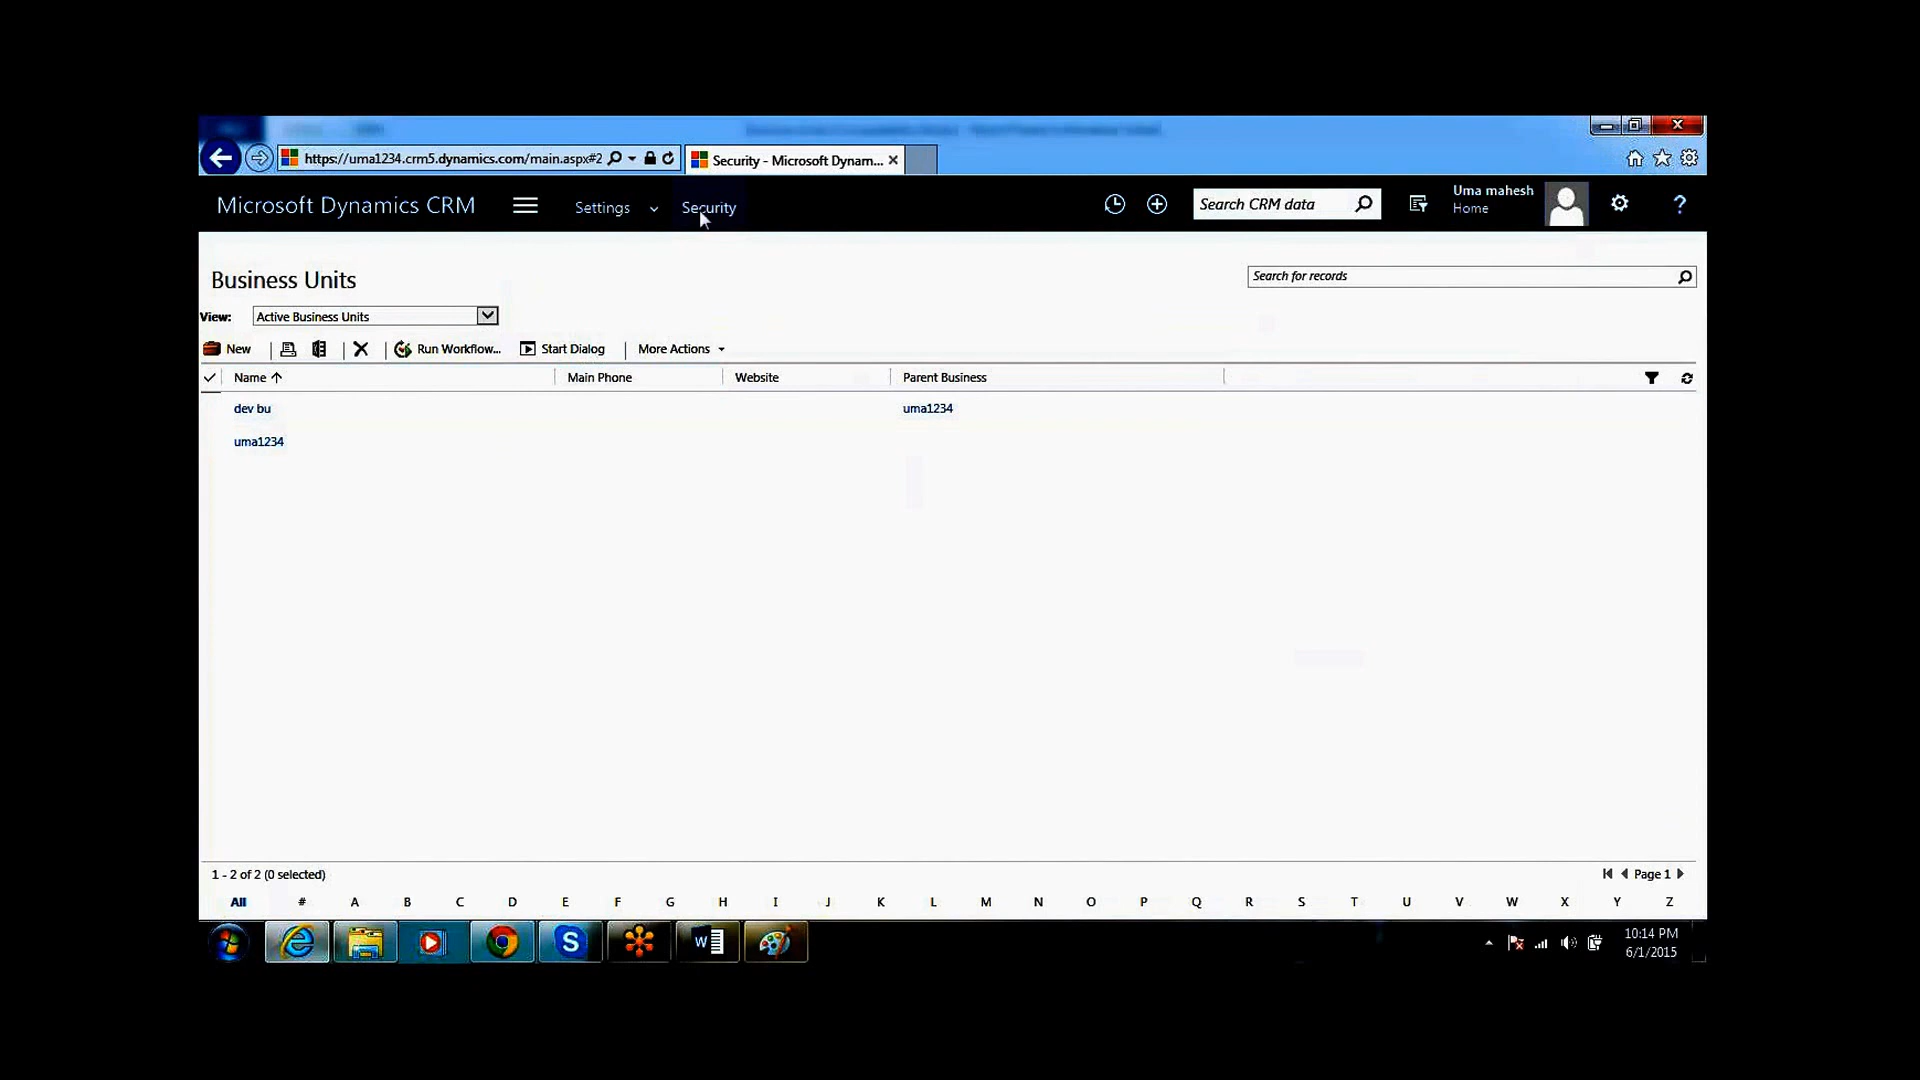 https://uma1234.crm5.dynamics.com/main.aspx#2
Security - Microsoft Dynam...
Microsoft Dynamics CRM
Settings
Security
Search CRM data
Uma mahesh
Home
?
Business Units
Search for records
View:
Active Business Units
New
Run Workflow...
Start Dialog
More Actions
Name
Main Phone
Website
Parent Business
dev bu
uma1234
uma1234
1 - 2 of 2 (0 selected)
Page 1
All # A B C D E F G H I J K L M N O P Q R S T U V W X Y Z
10:14 PM
6/1/2015